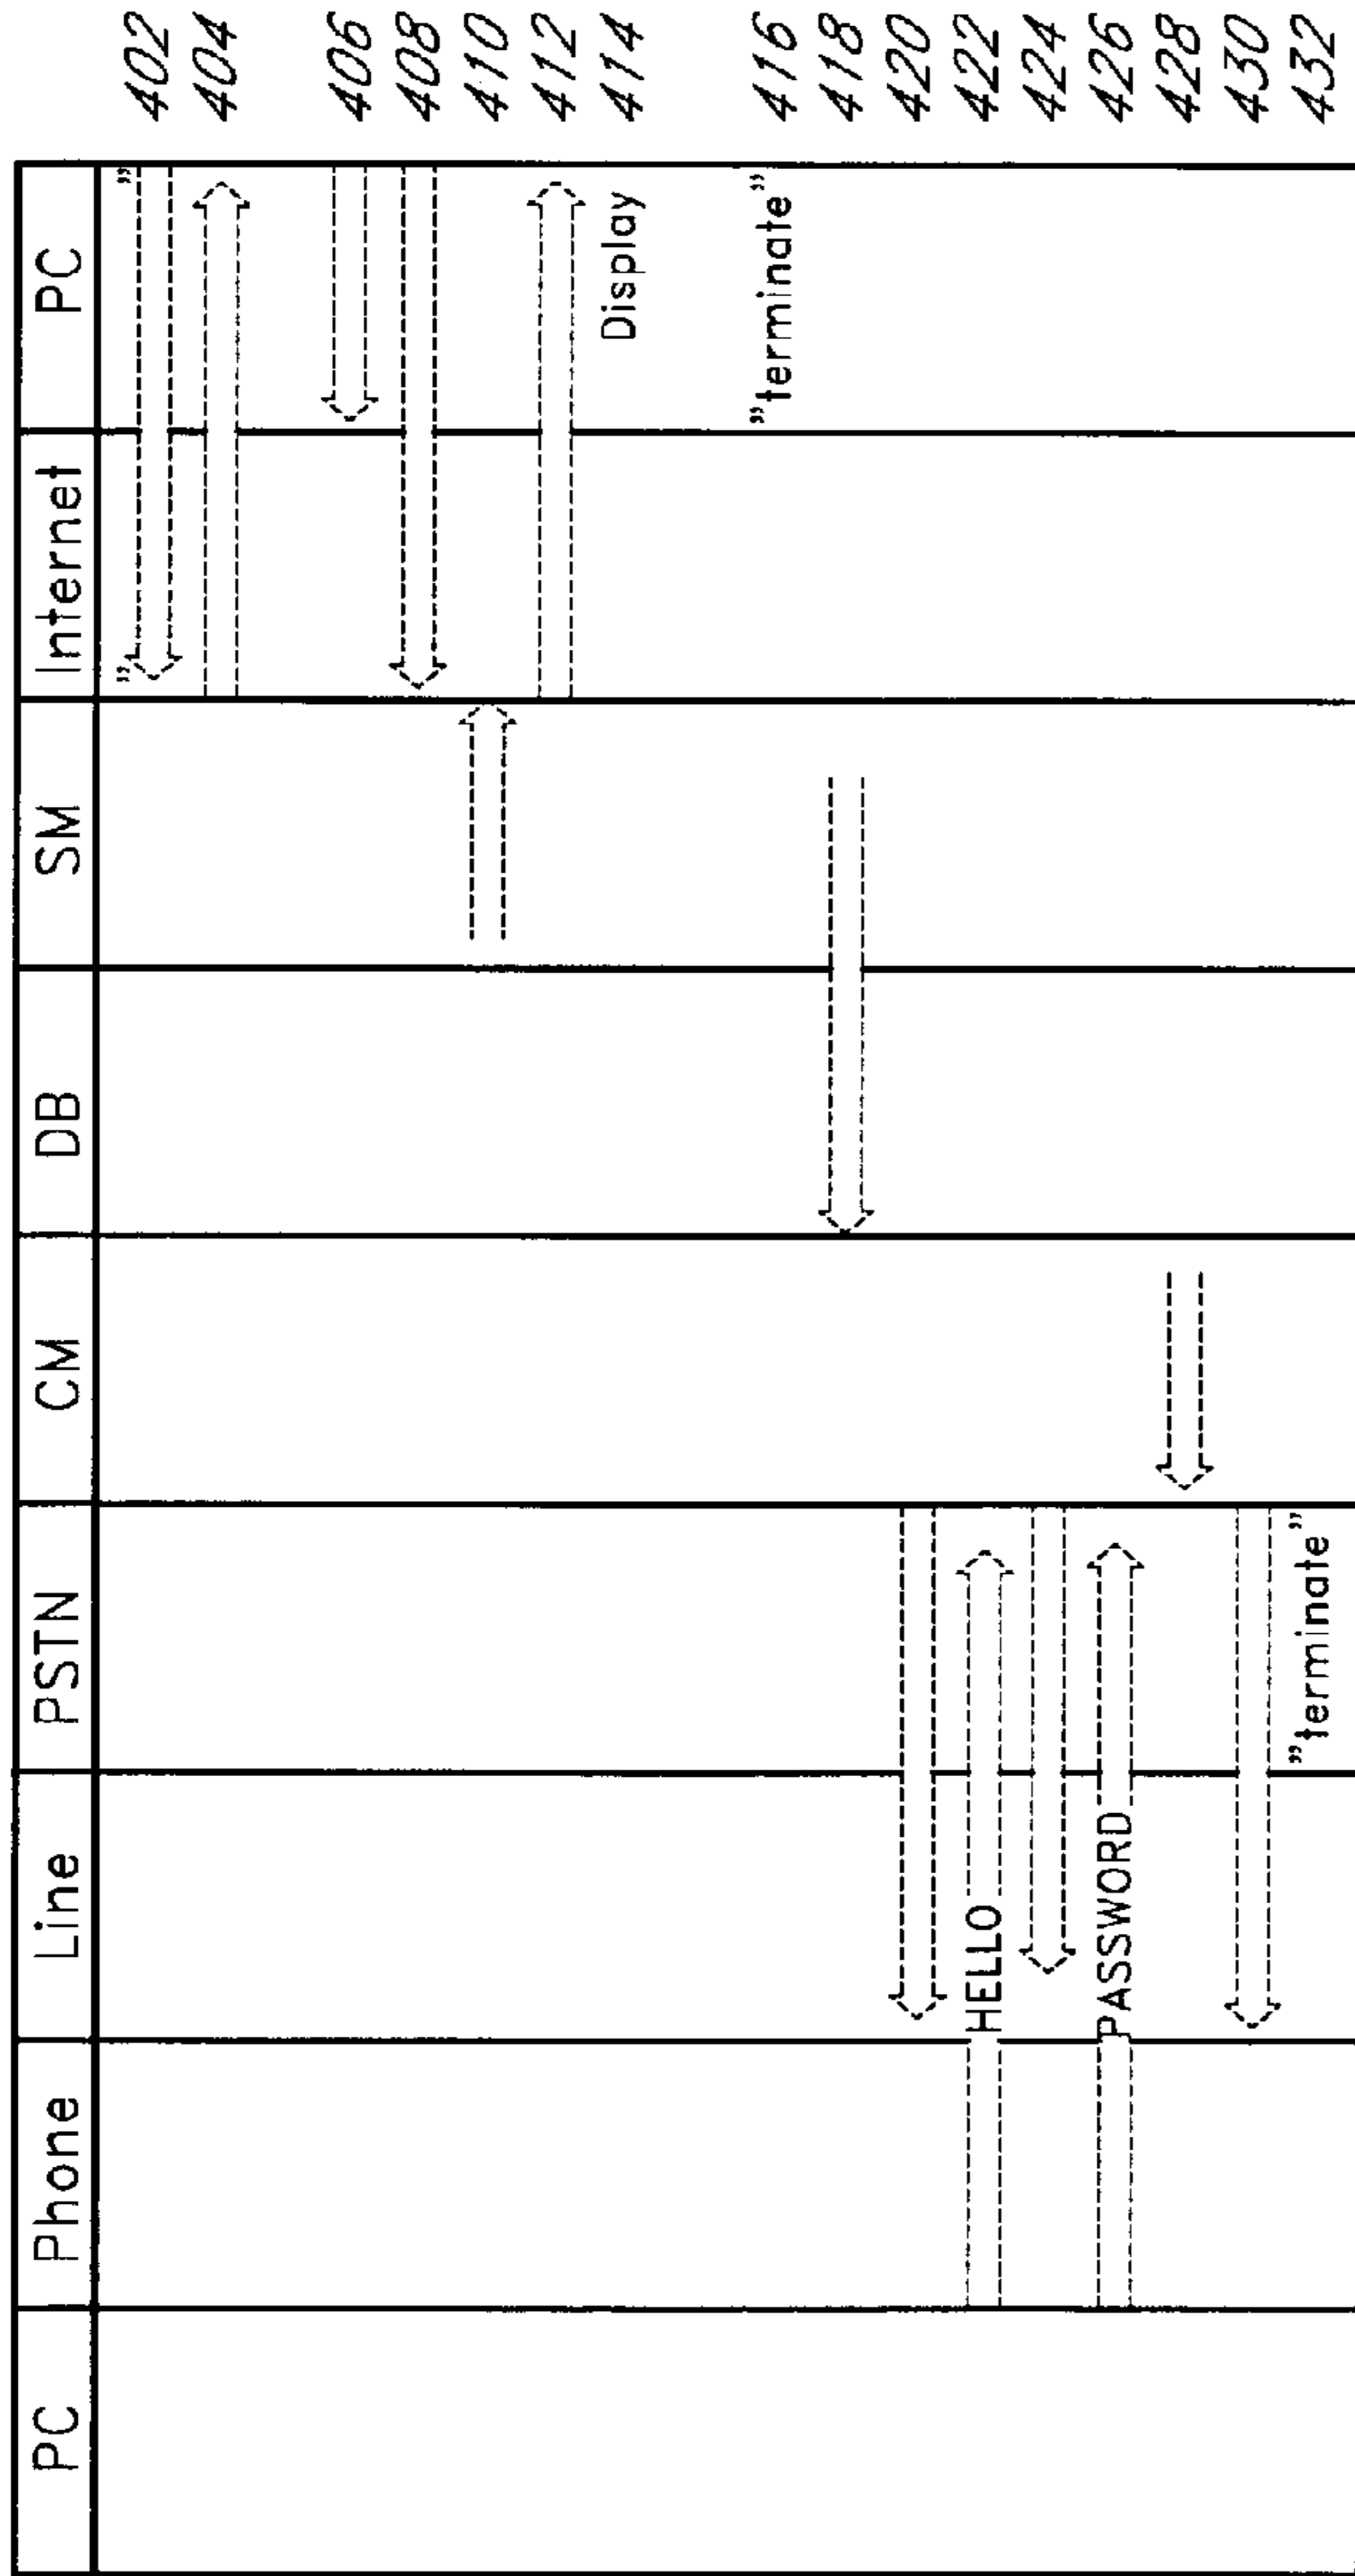 PC Phone Line PSTN CM DB SM Internet PC
” ” 402
404
406
408
410
412
Display 414
”terminate” 416
418
420
HELLO 422
424
PASSWORD 426
428
430
”terminate” 432